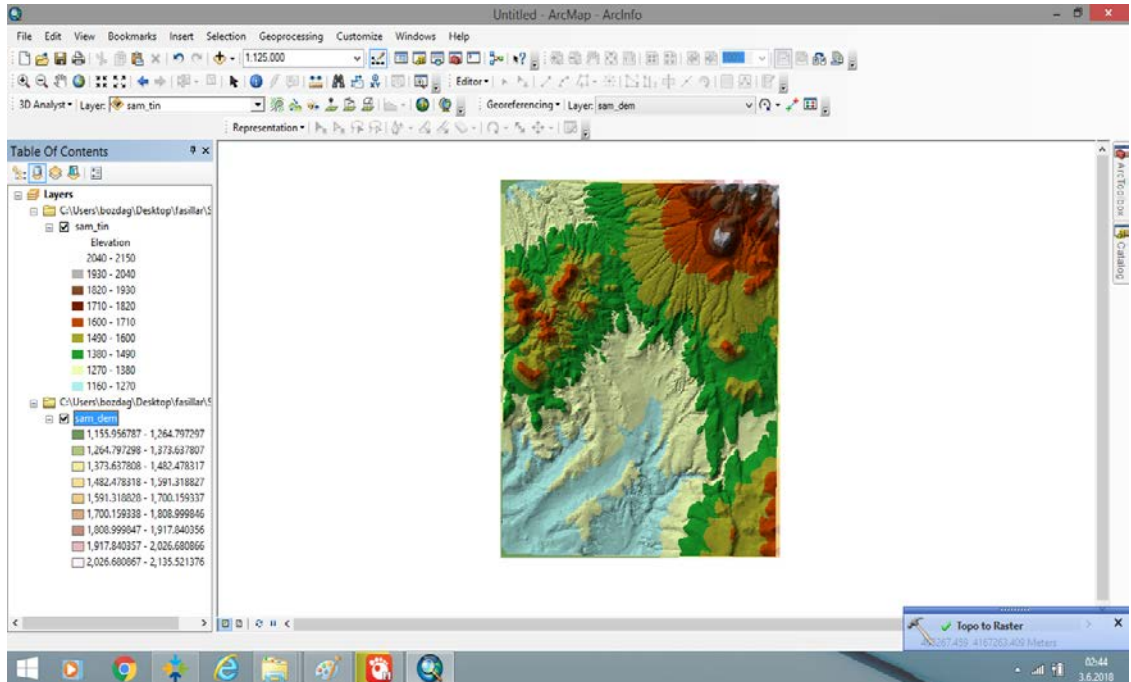 Untitled - ArcMap - ArcInfo
File Edit View Bookmarks Insert Selection Geoprocessing Customize Windows Help
1:125.000
Editor
3D Analyst Layer: sam_tin
Georeferencing Layer: sam_dem
Representation
Table Of Contents
Layers
C:\Users\bozdag\Desktop\fasillar\S
sam_tin
Elevation
2040 - 2150
1930 - 2040
1820 - 1930
1710 - 1820
1600 - 1710
1490 - 1600
1380 - 1490
1270 - 1380
1160 - 1270
C:\Users\bozdag\Desktop\fasillar\S
sam_dem
1,155.956787 - 1,264.797297
1,264.797298 - 1,373.637807
1,373.637808 - 1,482.478317
1,482.478318 - 1,591.318827
1,591.318828 - 1,700.159337
1,700.159338 - 1,808.999846
1,808.999847 - 1,917.840356
1,917.840357 - 2,026.680866
2,026.680867 - 2,135.521376
ArcToolbox
Catalog
Topo to Raster
4167263.409 Meters
02:44
3.6.2018